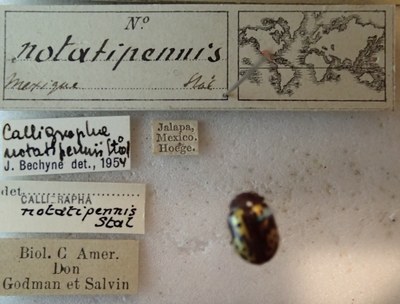 No
notatipennis
Mexique Stål
Calligrapha
notatipennis Stål
J. Bechyne det., 1954
Jalapa,
Mexico.
Hoege.
det.
CALLIGRAPHA
notatipennis
Stal
Biol. C Amer.
Don
Godman et Salvin